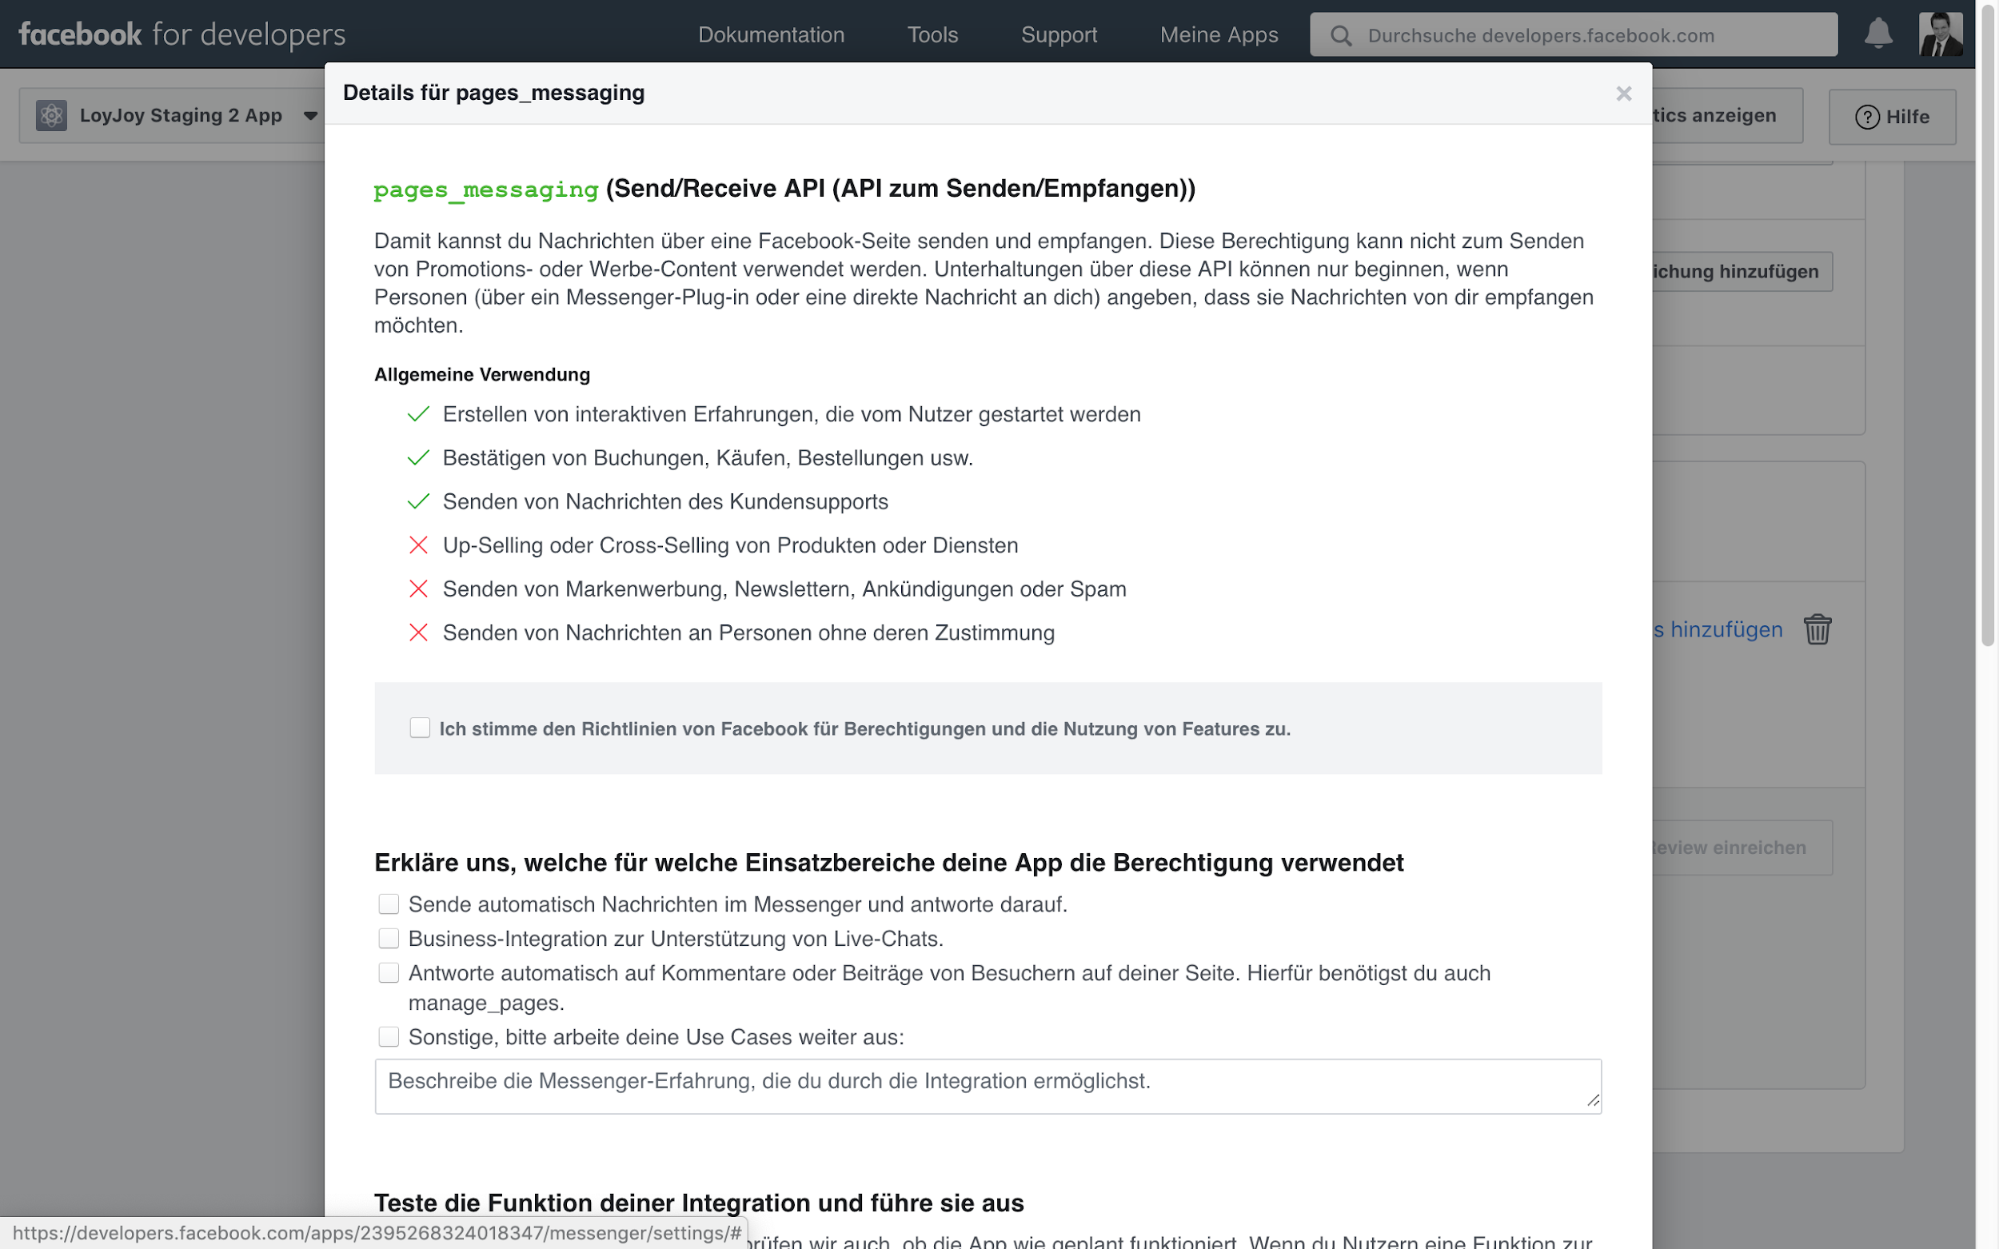 facebook for developers
Dokumentation
Tools
Support
Meine Apps
Durchsuche developers.facebook.com
LoyJoy Staging 2 App
tics anzeigen
? Hilfe
Details für pages_messaging
×
pages_messaging (Send/Receive API (API zum Senden/Empfangen))
Damit kannst du Nachrichten über eine Facebook-Seite senden und empfangen. Diese Berechtigung kann nicht zum Senden
von Promotions- oder Werbe-Content verwendet werden. Unterhaltungen über diese API können nur beginnen, wenn
Personen (über ein Messenger-Plug-in oder eine direkte Nachricht an dich) angeben, dass sie Nachrichten von dir empfangen
möchten.
ichung hinzufügen
Allgemeine Verwendung
Erstellen von interaktiven Erfahrungen, die vom Nutzer gestartet werden
Bestätigen von Buchungen, Käufen, Bestellungen usw.
Senden von Nachrichten des Kundensupports
Up-Selling oder Cross-Selling von Produkten oder Diensten
Senden von Markenwerbung, Newslettern, Ankündigungen oder Spam
Senden von Nachrichten an Personen ohne deren Zustimmung
s hinzufügen
Ich stimme den Richtlinien von Facebook für Berechtigungen und die Nutzung von Features zu.
Review einreichen
Erkläre uns, welche für welche Einsatzbereiche deine App die Berechtigung verwendet
Sende automatisch Nachrichten im Messenger und antworte darauf.
Business-Integration zur Unterstützung von Live-Chats.
Antworte automatisch auf Kommentare oder Beiträge von Besuchern auf deiner Seite. Hierfür benötigst du auch
manage_pages.
Sonstige, bitte arbeite deine Use Cases weiter aus:
Beschreibe die Messenger-Erfahrung, die du durch die Integration ermöglichst.
Teste die Funktion deiner Integration und führe sie aus
https://developers.facebook.com/apps/2395268324018347/messenger/settings/#
prüfen wir auch, ob die App wie geplant funktioniert. Wenn du Nutzern eine Funktion zur